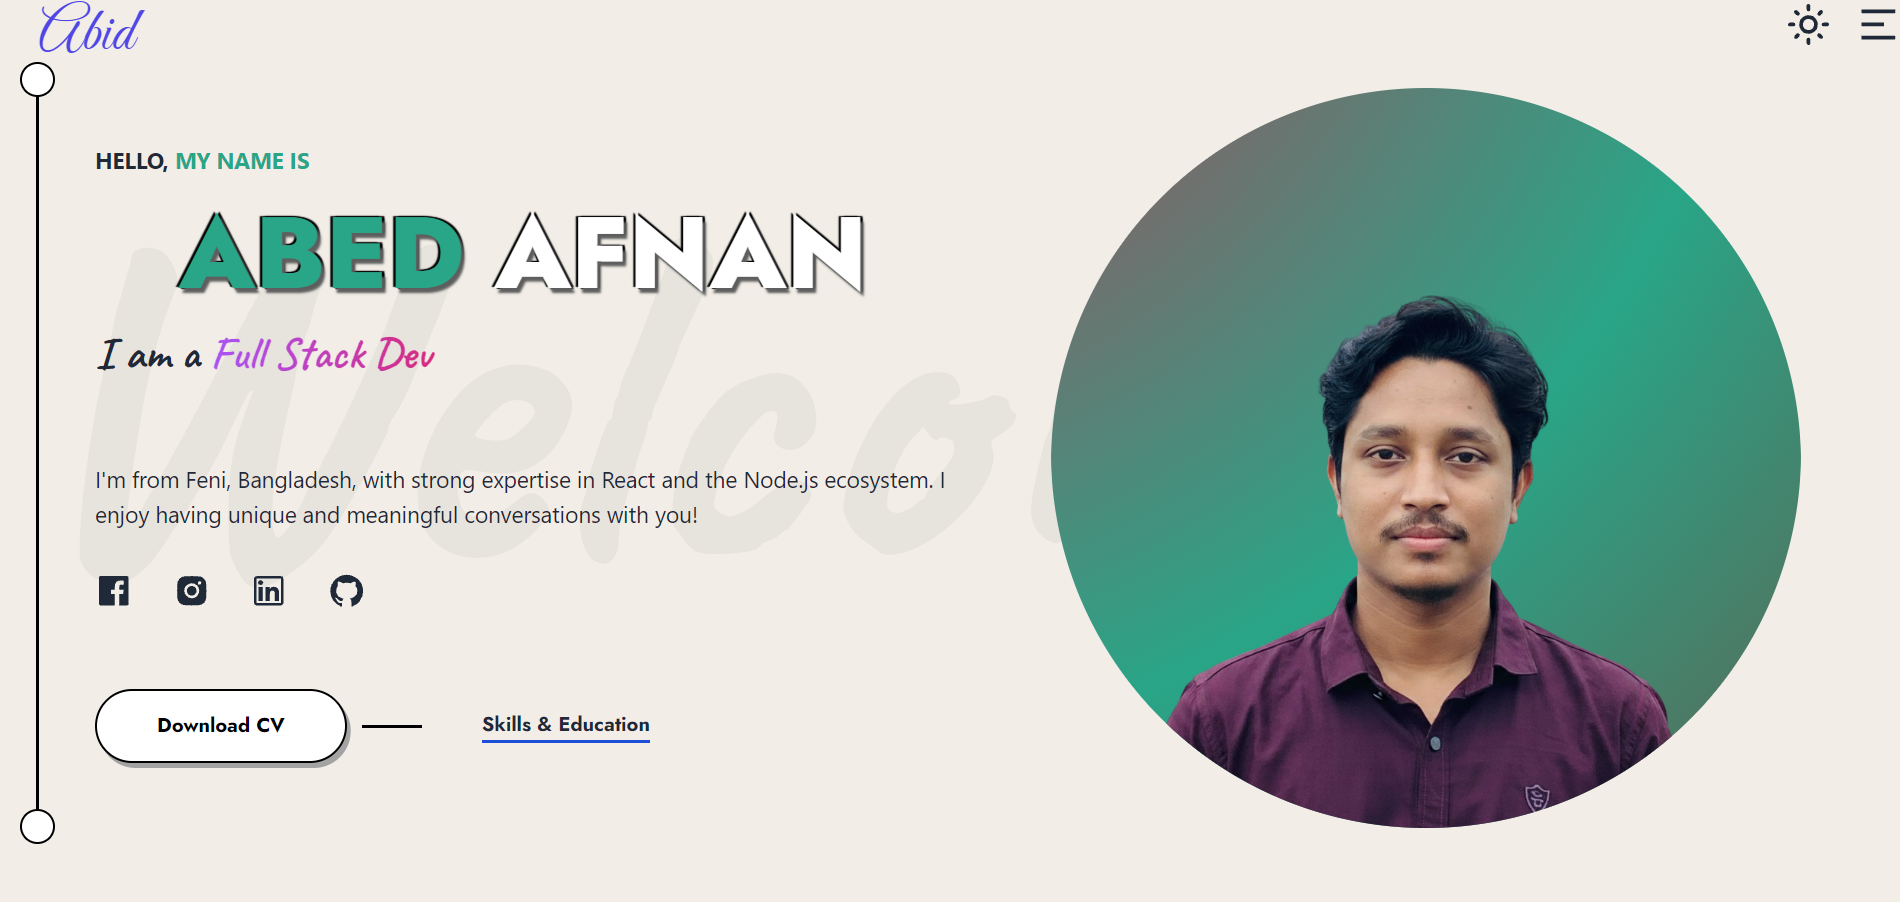 Abid
HELLO, MY NAME IS
ABED AFNAN
I am a Full Stack Dev
Welco
I'm from Feni, Bangladesh, with strong expertise in React and the Node.js ecosystem. I
enjoy having unique and meaningful conversations with you!
Download CV
Skills & Education